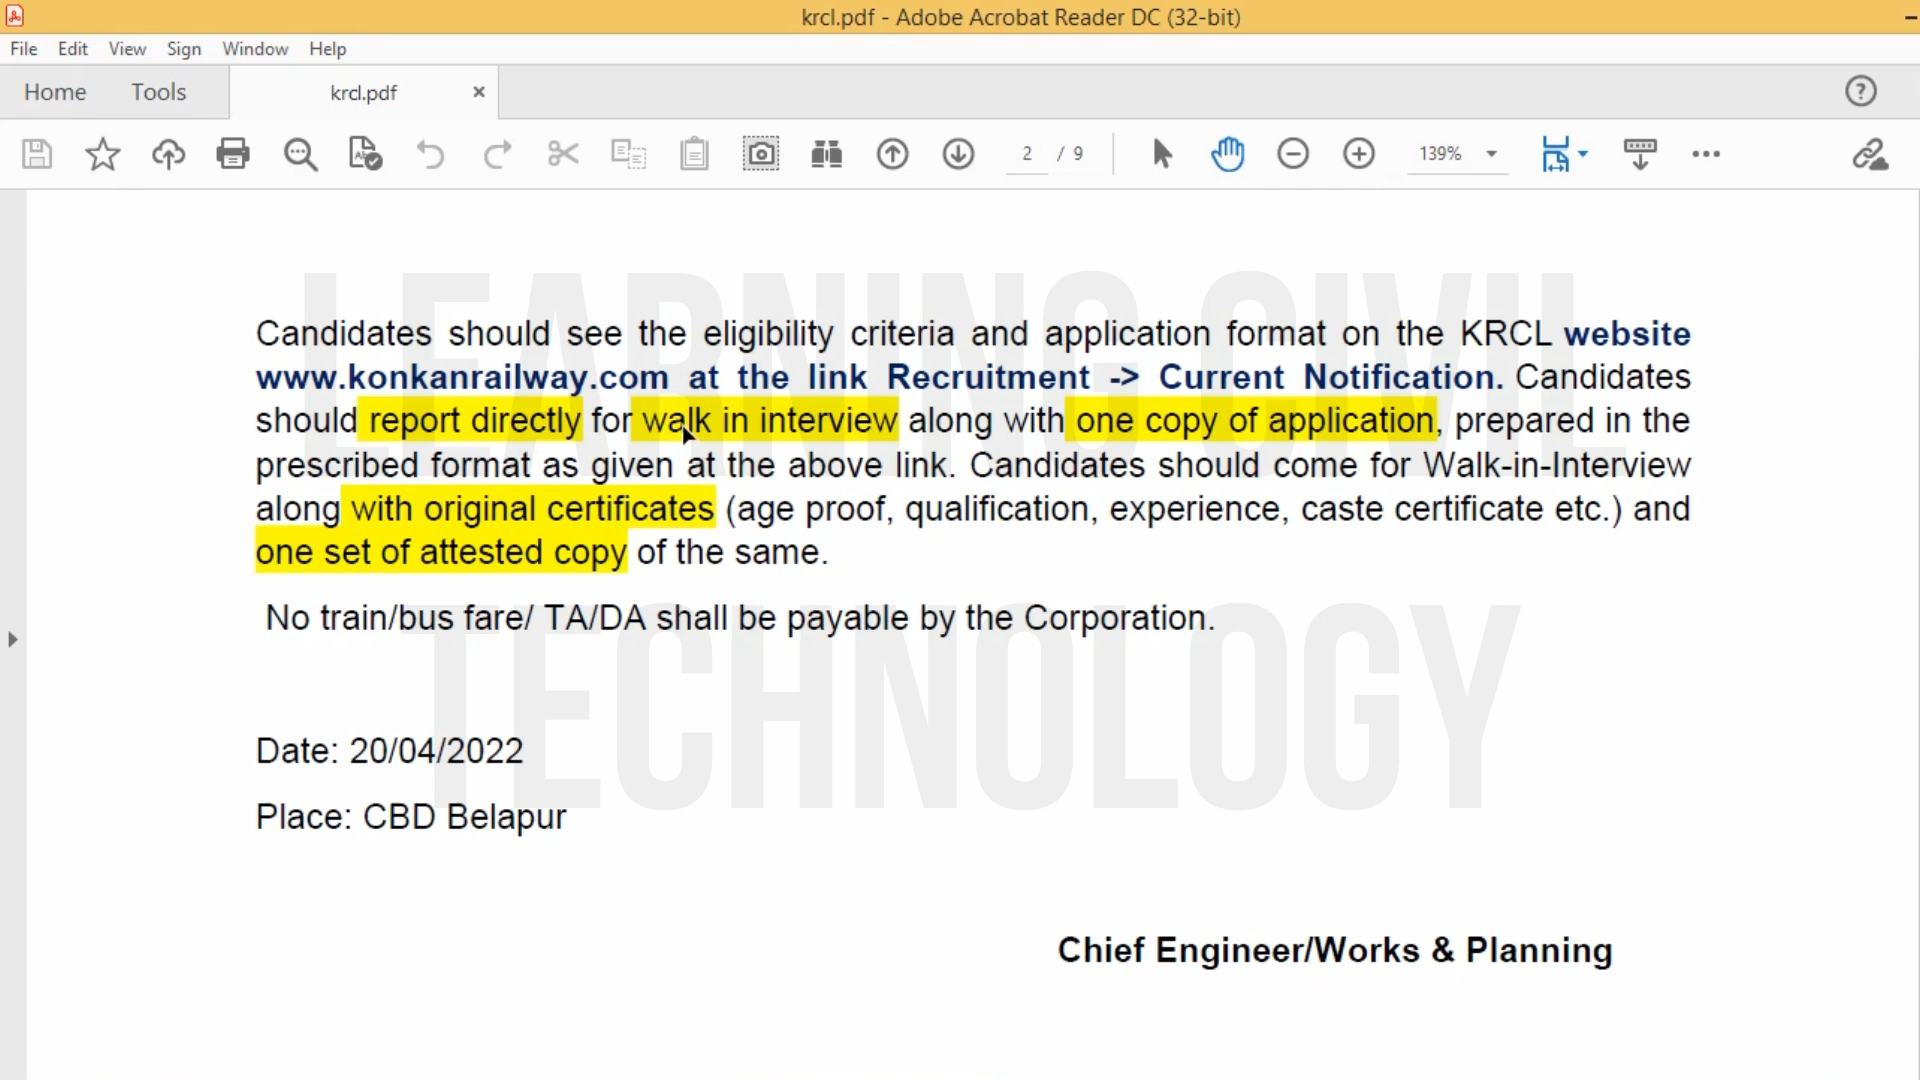 krcl.pdf - Adobe Acrobat Reader DC (32-bit)
File Edit View Sign Window Help
Home Tools krcl.pdf
2 / 9 139%
LEARNING CIVIL
Candidates should see the eligibility criteria and application format on the KRCL website
www.konkanrailway.com at the link Recruitment -> Current Notification. Candidates
should report directly for walk in interview along with one copy of application, prepared in the
prescribed format as given at the above link. Candidates should come for Walk-in-Interview
along with original certificates (age proof, qualification, experience, caste certificate etc.) and
one set of attested copy of the same.
No train/bus fare/ TA/DA shall be payable by the Corporation.
TECHNOLOGY
Date: 20/04/2022
Place: CBD Belapur
Chief Engineer/Works & Planning